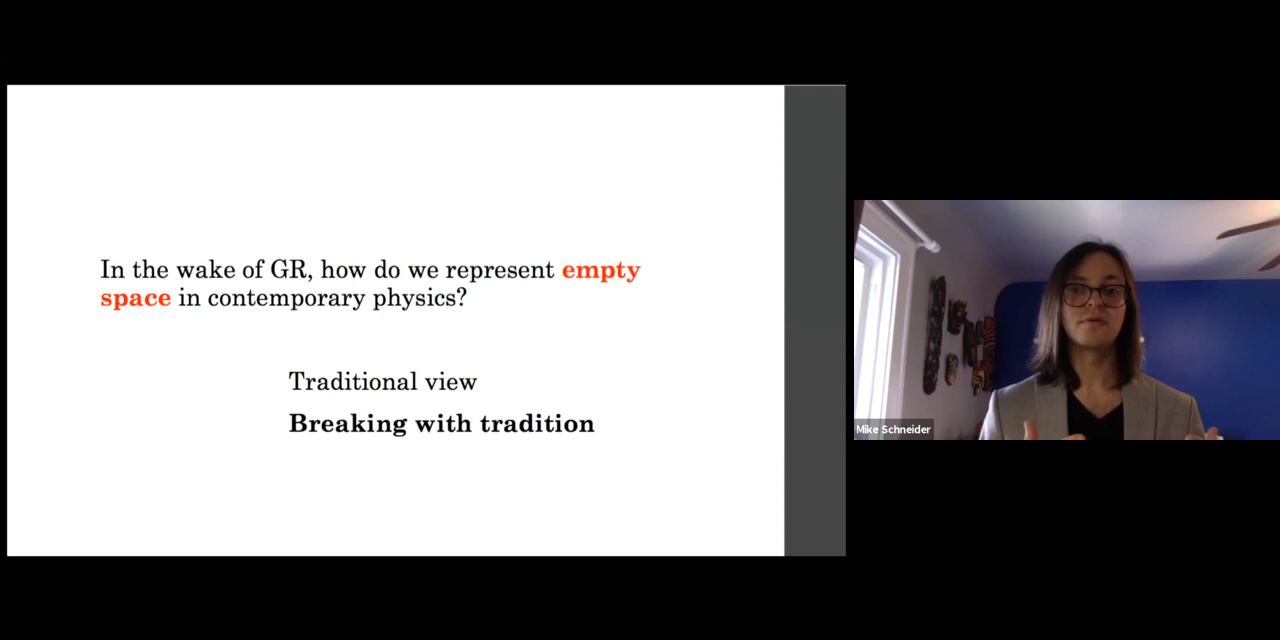 In the wake of GR, how do we represent empty
space in contemporary physics?
Traditional view
Breaking with tradition
Mike Schneider